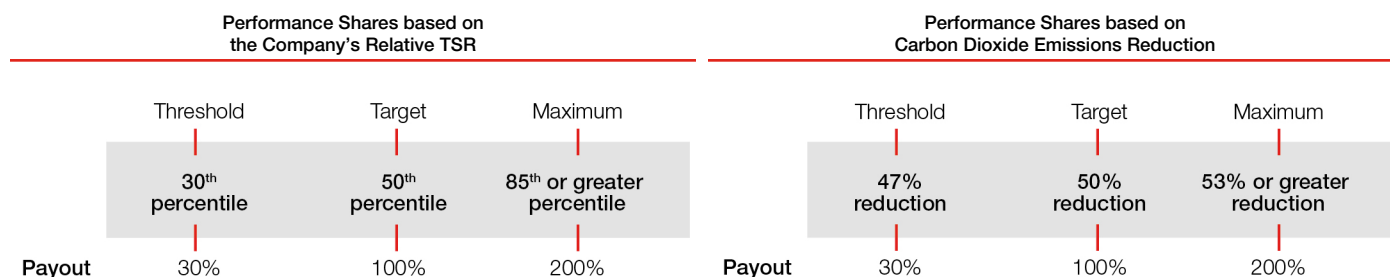 Performance Shares based on
the Company's Relative TSR
Threshold Target Maximum
30th percentile 50th percentile 85th or greater percentile
Payout 30% 100% 200%
Performance Shares based on
Carbon Dioxide Emissions Reduction
Threshold Target Maximum
47% reduction 50% reduction 53% or greater reduction
Payout 30% 100% 200%